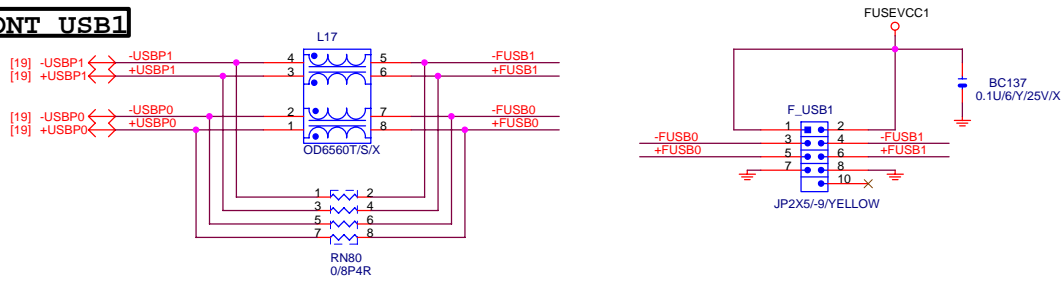 ONT USB1
FUSEVCC1
L17
[19] -USBP1
-USBP1
4
5
-FUSB1
[19] +USBP1
+USBP1
3
6
+FUSB1
[19] -USBP0
-USBP0
2
7
-FUSB0
[19] +USBP0
+USBP0
1
8
+FUSB0
OD6560T/S/X
1
2
3
4
5
6
7
8
RN80
0/8P4R
BC137
0.1U/6/Y/25V/X
F_USB1
1
2
-FUSB0
3
4
-FUSB1
+FUSB0
5
6
+FUSB1
7
8
10
JP2X5/-9/YELLOW